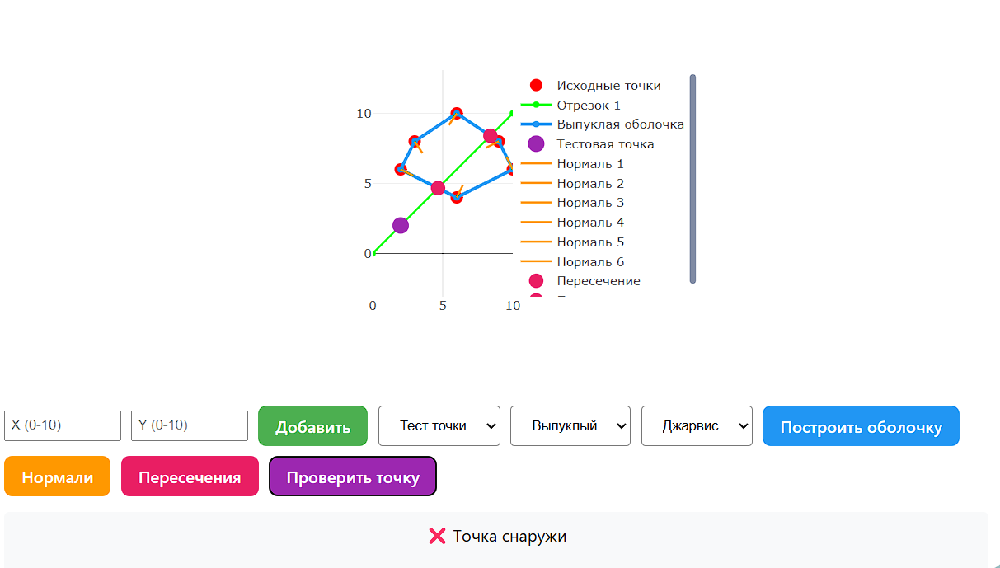 10
5
0
0 5 10
Исходные точки
Отрезок 1
Выпуклая оболочка
Тестовая точка
Нормаль 1
Нормаль 2
Нормаль 3
Нормаль 4
Нормаль 5
Нормаль 6
Пересечение
X (0-10) Y (0-10) Добавить Тест точки Выпуклый Джарвис Построить оболочку
Нормали Пересечения Проверить точку
❌ Точка снаружи